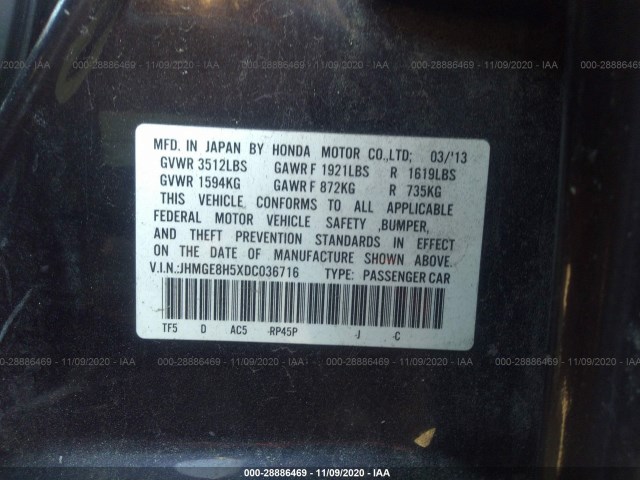 000-28886469 - 11/09/2020 - IAA
000-28886469 - 11/09/2020 - IAA
000-28886469 - 11/09/2020 - IAA
MFD. IN JAPAN BY HONDA MOTOR CO.,LTD; 03/'13
GVWR 3512LBS GAWR F 1921LBS R 1619LBS
GVWR 1594KG GAWR F 872KG R 735KG
THIS VEHICLE CONFORMS TO ALL APPLICABLE
FEDERAL MOTOR VEHICLE SAFETY ,BUMPER,
AND THEFT PREVENTION STANDARDS IN EFFECT
ON THE DATE OF MANUFACTURE SHOWN ABOVE.
V.I.N.:JHMGE8H5XDC036716 TYPE: PASSENGER CAR
TF5 D AC5 -RP45P -J -C
000-28886469 - 11/09/2020 - IAA
000-28886469 - 11/09/2020 - IAA
000-28886469 - 11/09/2020 - IAA
000-28886469 - 11/09/2020 - IAA